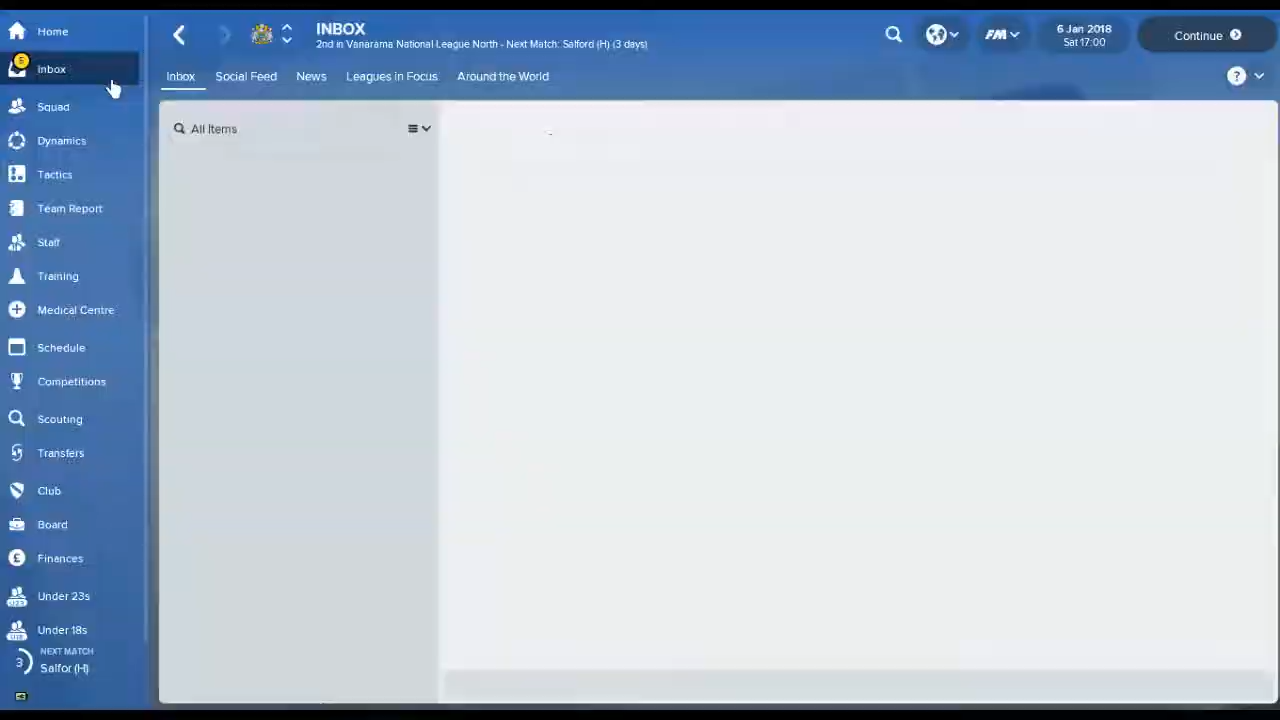 Home
5
Inbox
Squad
Dynamics
Tactics
Team Report
Staff
Training
Medical Centre
Schedule
Competitions
Scouting
Transfers
Club
Board
£
Finances
U23
Under 23s
U18
Under 18s
3
NEXT MATCH
Salfor (H)
INBOX
2nd in Vanarama National League North - Next Match: Salford (H) (3 days)
FM
6 Jan 2018
Sat 17:00
Continue
Inbox Social Feed News Leagues in Focus Around the World
?
All Items